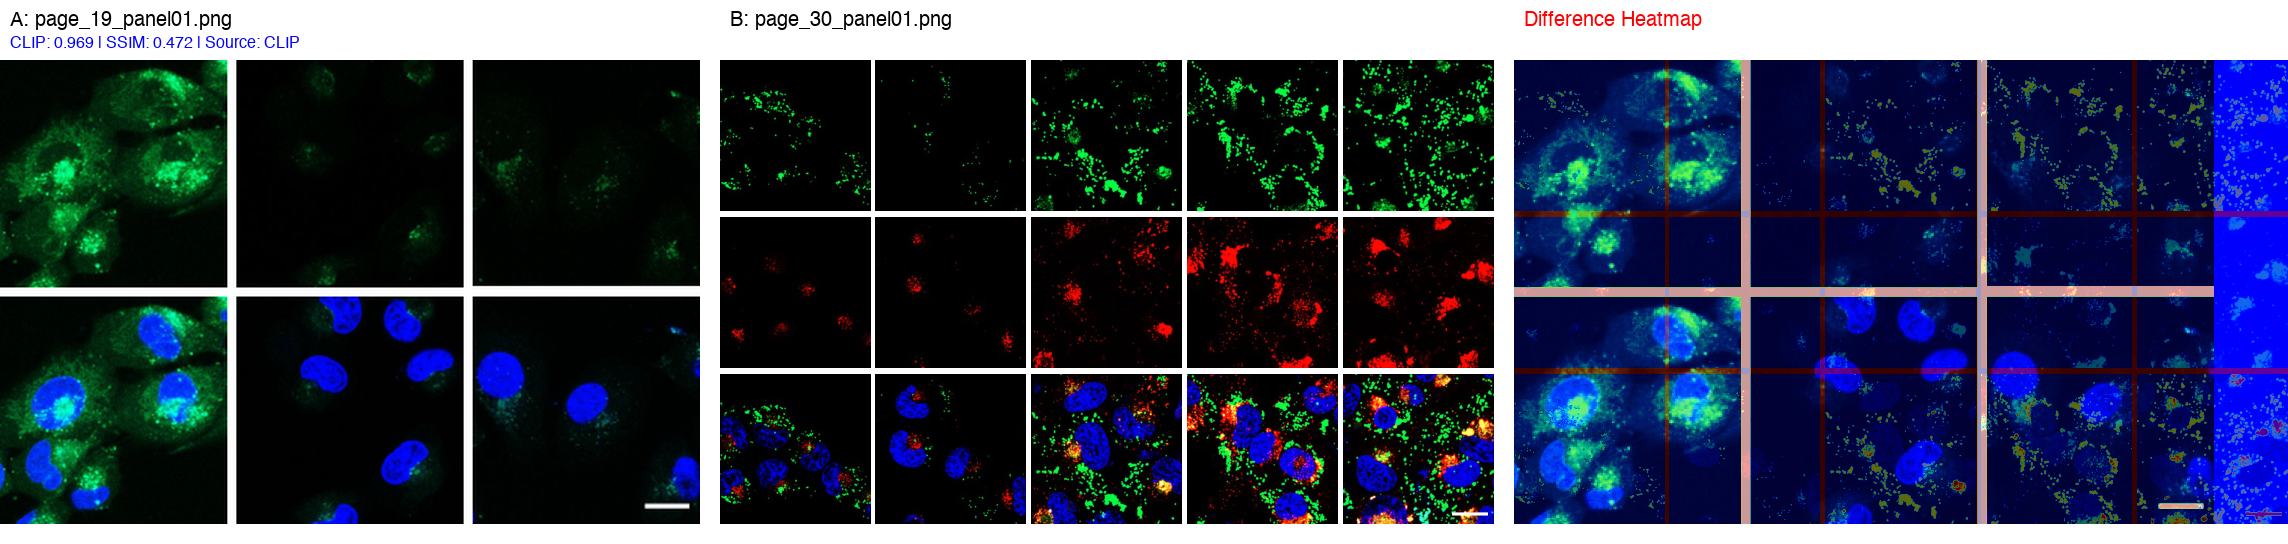 A: page_19_panel01.png
CLIP: 0.969 | SSIM: 0.472 | Source: CLIP
B: page_30_panel01.png
Difference Heatmap